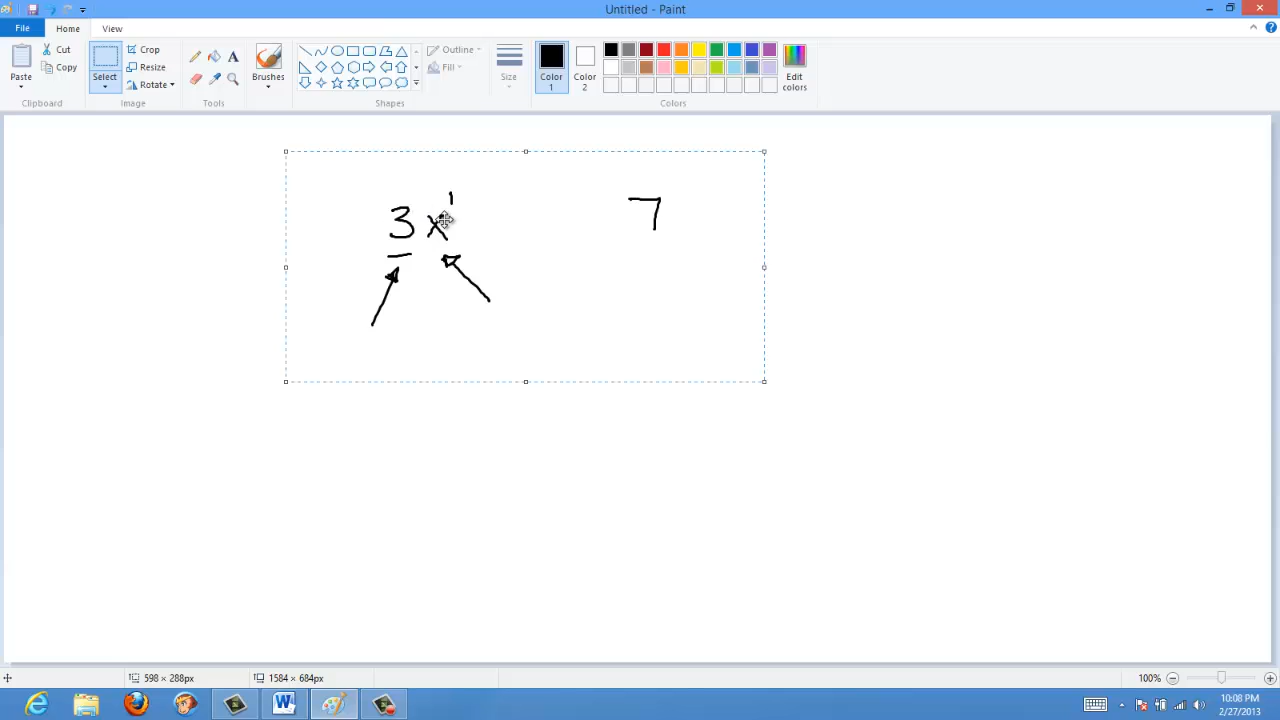 Untitled - Paint
File Home View
Paste Cut Copy Clipboard
Select Crop Resize Rotate Image
Tools
Brushes
Outline Fill Shapes
Size
Color 1 Color 2 Edit colors Colors
3x¹ 7
598 × 288px 1584 × 684px 100%
10:08 PM
2/27/2013